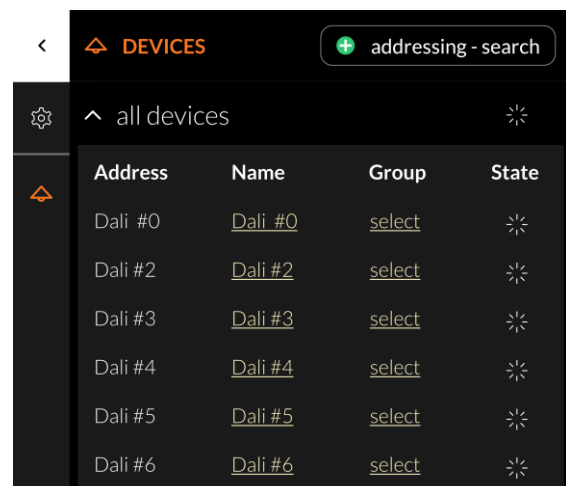 DEVICES addressing - search
all devices
Address Name Group State
Dali #0 Dali #0 select
Dali #2 Dali #2 select
Dali #3 Dali #3 select
Dali #4 Dali #4 select
Dali #5 Dali #5 select
Dali #6 Dali #6 select